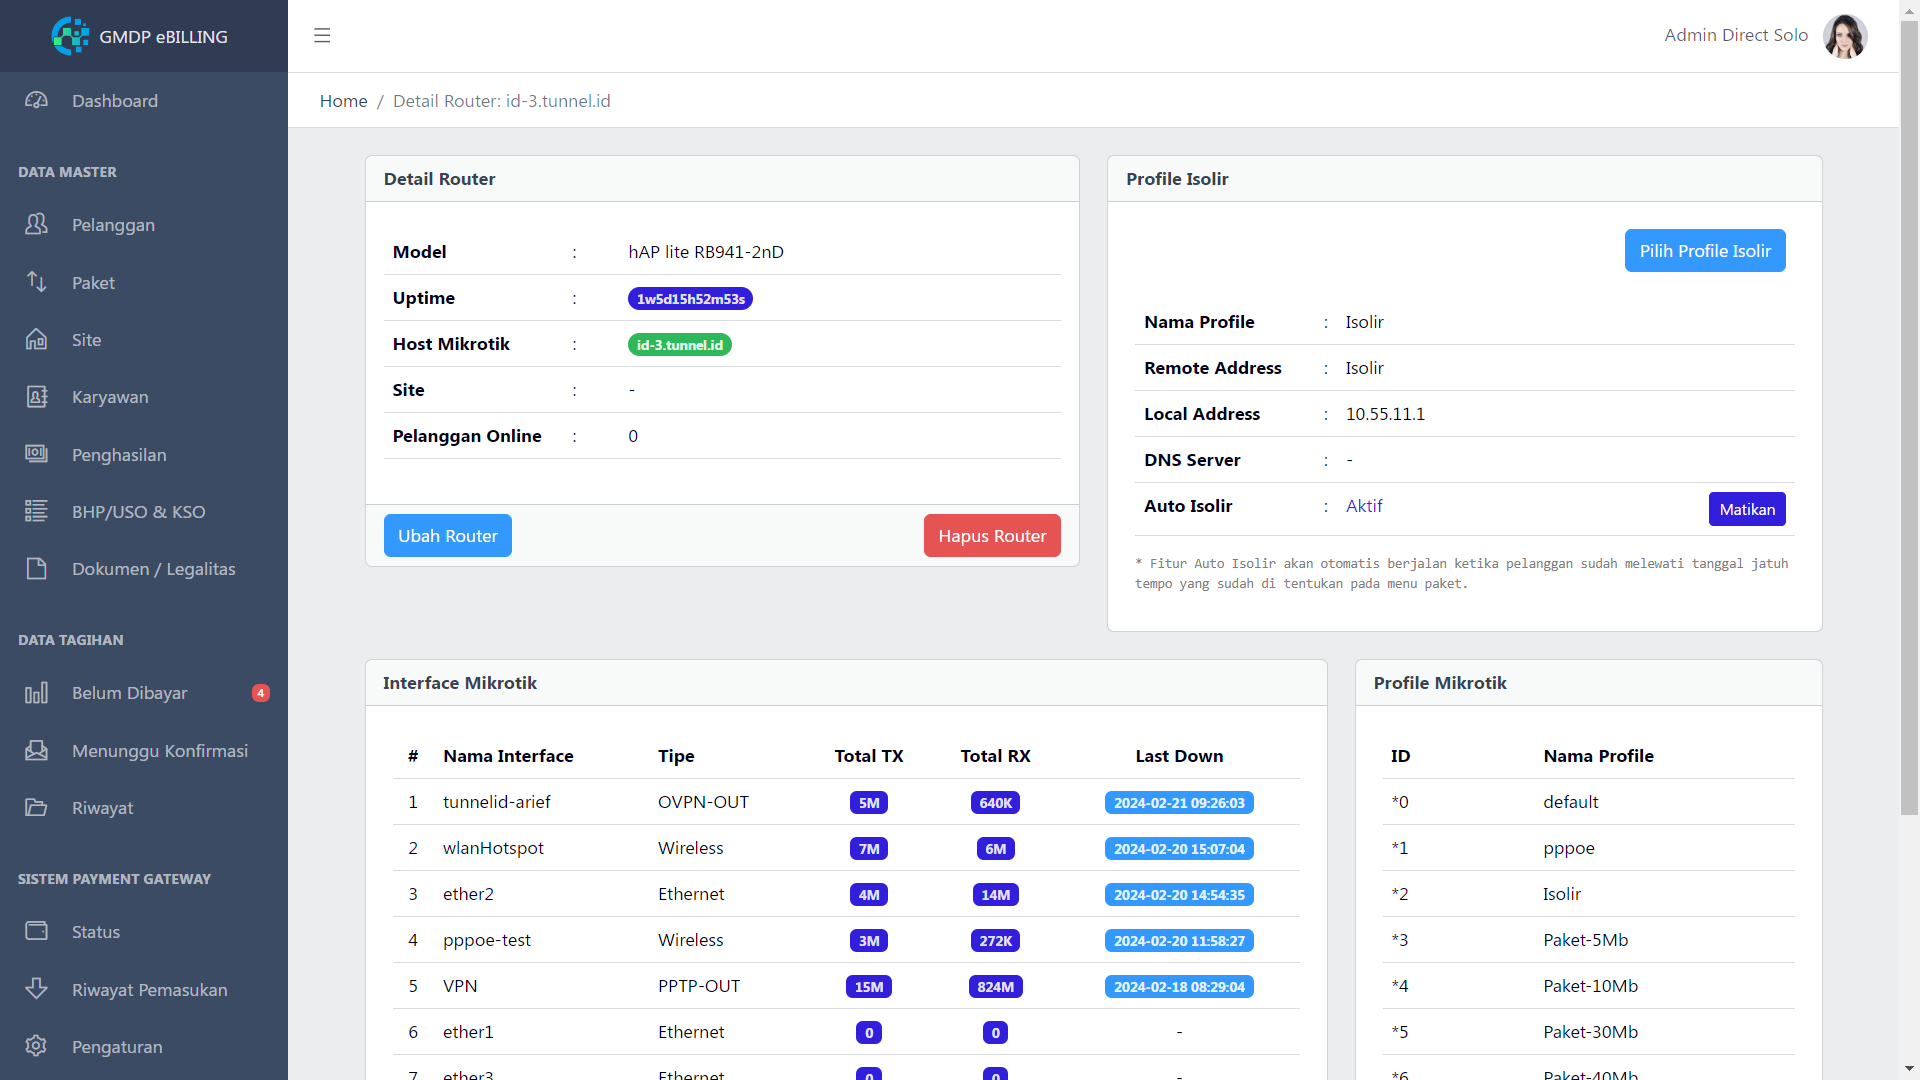 GMDP eBILLING
Admin Direct Solo
Dashboard
Home / Detail Router: id-3.tunnel.id
DATA MASTER
Pelanggan
Paket
Site
Karyawan
Penghasilan
BHP/USO & KSO
Dokumen / Legalitas
DATA TAGIHAN
Belum Dibayar 4
Menunggu Konfirmasi
Riwayat
SISTEM PAYMENT GATEWAY
Status
Riwayat Pemasukan
Pengaturan
Detail Router
Model : hAP lite RB941-2nD
Uptime : 1w5d15h52m53s
Host Mikrotik : id-3.tunnel.id
Site : -
Pelanggan Online : 0
Ubah Router
Hapus Router
Profile Isolir
Pilih Profile Isolir
Nama Profile : Isolir
Remote Address : Isolir
Local Address : 10.55.11.1
DNS Server : -
Auto Isolir : Aktif Matikan
* Fitur Auto Isolir akan otomatis berjalan ketika pelanggan sudah melewati tanggal jatuh
tempo yang sudah di tentukan pada menu paket.
Interface Mikrotik
# Nama Interface Tipe Total TX Total RX Last Down
1 tunnelid-arief OVPN-OUT 5M 640K 2024-02-21 09:26:03
2 wlanHotspot Wireless 7M 6M 2024-02-20 15:07:04
3 ether2 Ethernet 4M 14M 2024-02-20 14:54:35
4 pppoe-test Wireless 3M 272K 2024-02-20 11:58:27
5 VPN PPTP-OUT 15M 824M 2024-02-18 08:29:04
6 ether1 Ethernet 0 0 -
7 ether3 Ethernet 0 0 -
Profile Mikrotik
ID Nama Profile
*0 default
*1 pppoe
*2 Isolir
*3 Paket-5Mb
*4 Paket-10Mb
*5 Paket-30Mb
*6 Paket-40Mb